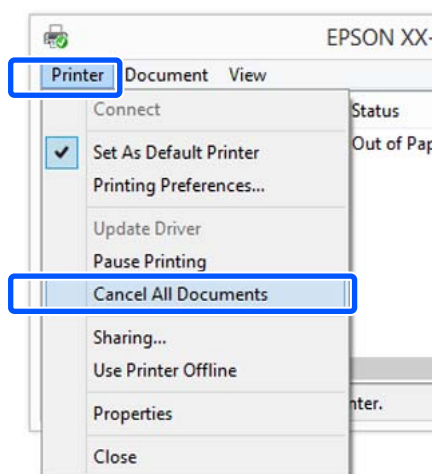 EPSON XX-
Printer Document View
Connect
Status
Set As Default Printer
Out of Pap
Printing Preferences...
Update Driver
Pause Printing
Cancel All Documents
Sharing...
Use Printer Offline
Properties
nter.
Close